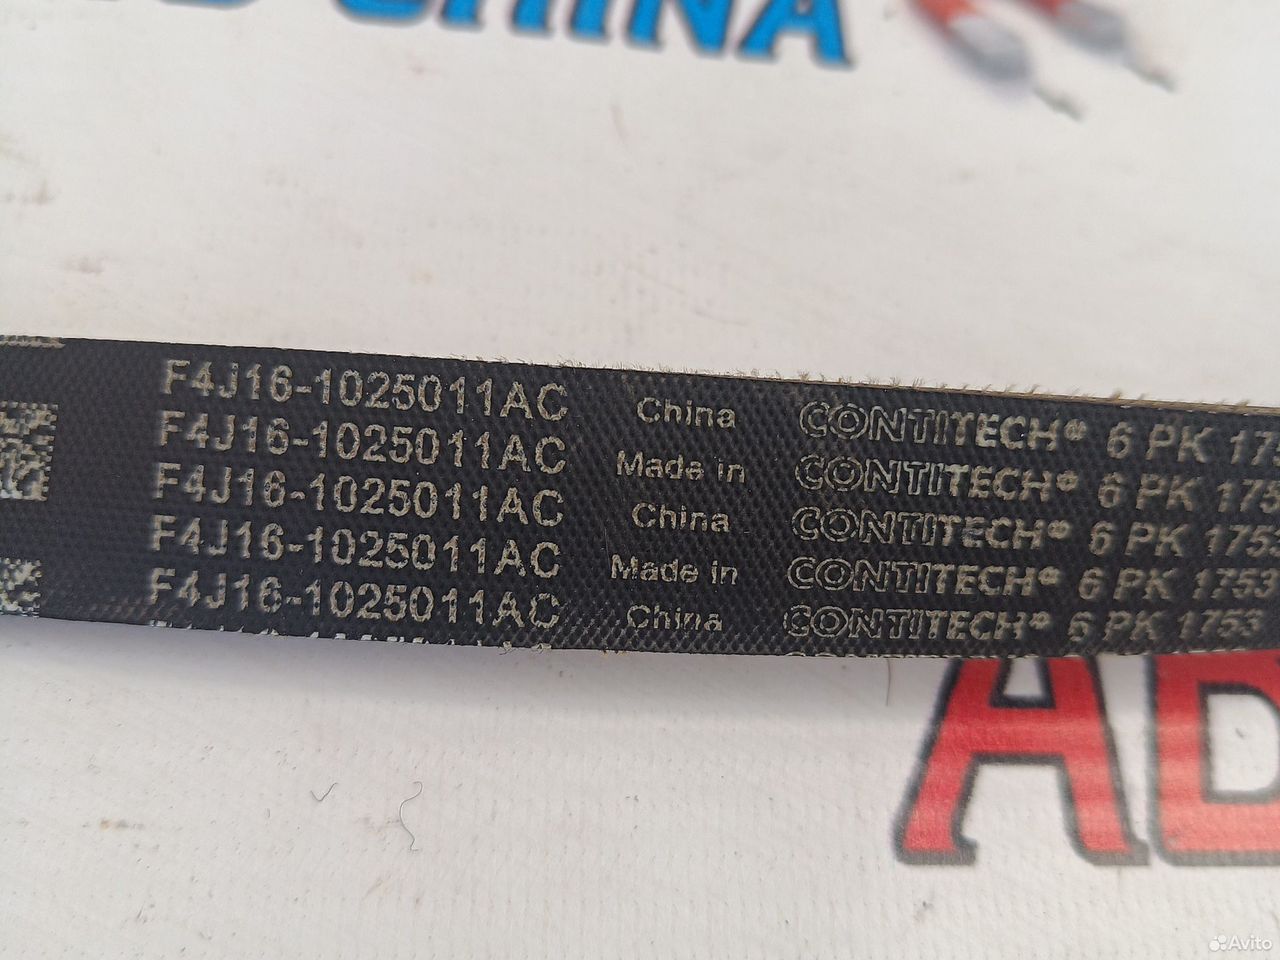 CHINA
F4J16-1025011AC China CONTITECH® 6 PK 175
F4J16-1025011AC Made in CONTITECH® 6 PK 175
F4J16-1025011AC China CONTITECH® 6 PK 1753
F4J16-1025011AC Made in CONTITECH® 6 PK 1753
F4J16-1025011AC China CONTITECH® 6 PK 1753
Avito